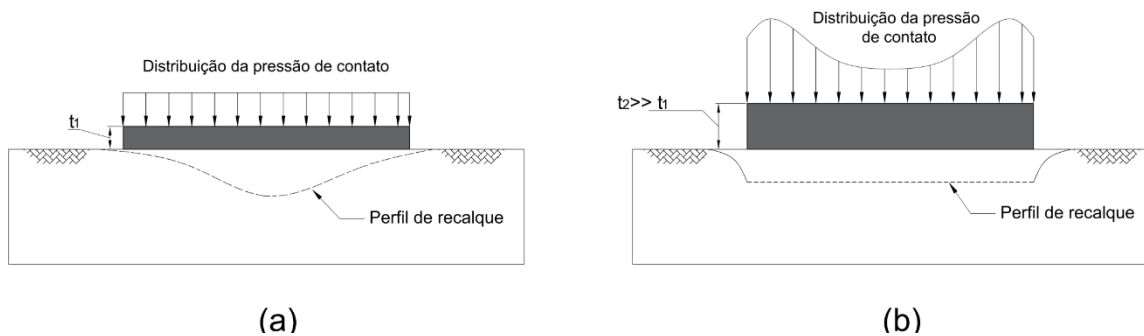 Distribuição da pressão de contato
t1
Perfil de recalque
(a)
Distribuição da pressão
de contato
t2>> t1
Perfil de recalque
(b)